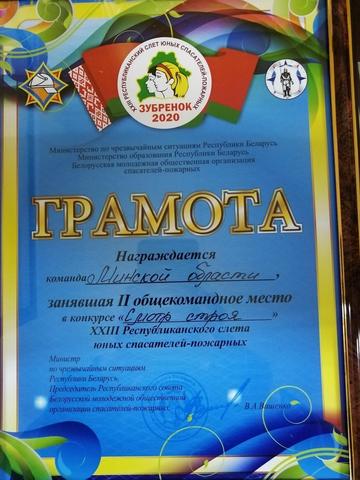 XXIII РЕСПУБЛИКАНСКИЙ СЛЕТ ЮНЫХ СПАСАТЕЛЕЙ-ПОЖАРНЫХ
ЗУБРЕНОК
2020
Министерство по чрезвычайным ситуациям Республики Беларусь
Министерство образования Республики Беларусь
Белорусская молодежная общественная организация
спасателей-пожарных
ГРАМОТА
Награждается
команда Минской области,
занявшая II общекомандное место
в конкурсе «Смотр строя»
XXIII Республиканского слета
юных спасателей-пожарных
Министр
по чрезвычайным ситуациям
Республики Беларусь,
Председатель Республиканского совета
Белорусской молодежной общественной
организации спасателей-пожарных
В.А.Ващенко